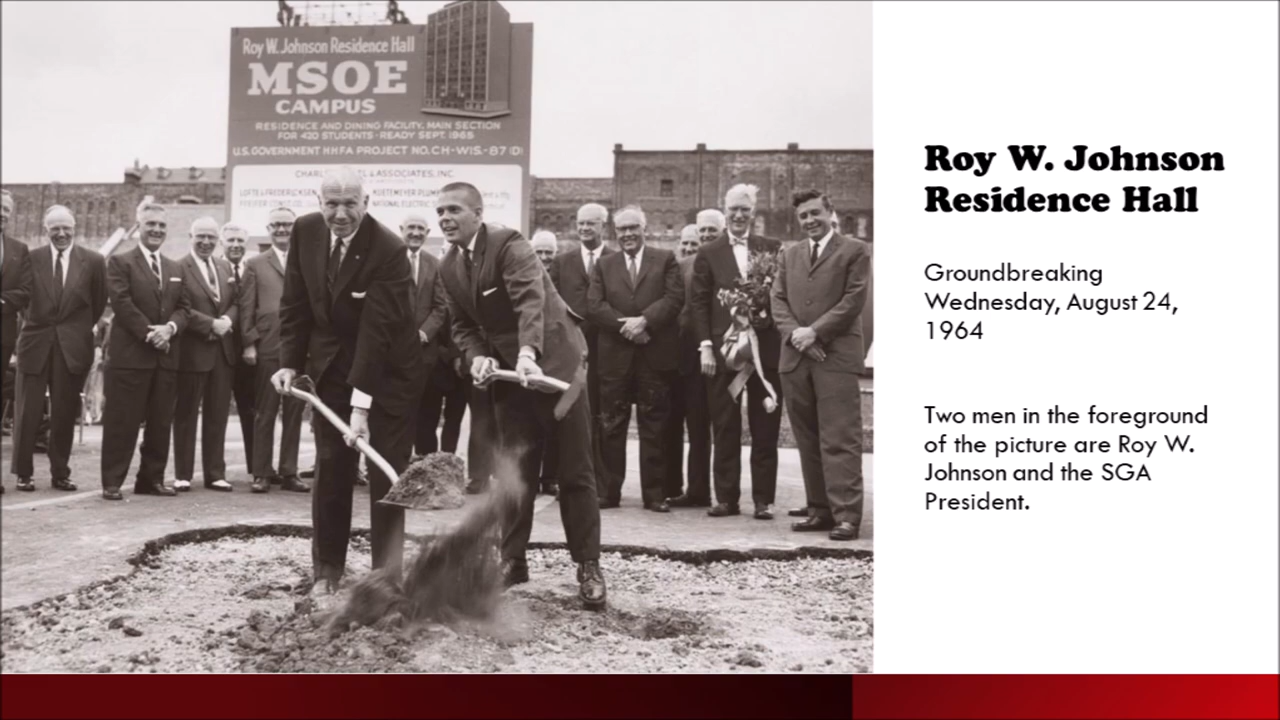 Roy W. Johnson Residence Hall
MSOE
CAMPUS
RESIDENCE AND DINING FACILITY. MAIN SECTION
FOR 420 STUDENTS - READY SEPT. 1965
U.S. GOVERNMENT HHFA PROJECT NO. CH-WIS.-87 (D)
& ASSOCIATES, INC.
NATIONAL ELECTRIC
Roy W. Johnson
Residence Hall
Groundbreaking
Wednesday, August 24,
1964
Two men in the foreground
of the picture are Roy W.
Johnson and the SGA
President.